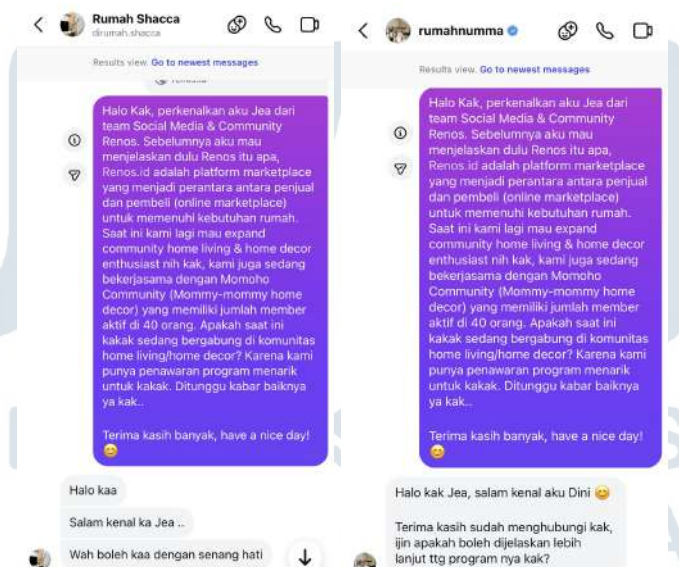 Rumah Shacca
dirumah.shacca
Results view. Go to newest messages
Halo Kak, perkenalkan aku Jea dari
team Social Media & Community
Renos. Sebelumnya aku mau
menjelaskan dulu Renos itu apa,
Renos.id adalah platform marketplace
yang menjadi perantara antara penjual
dan pembeli (online marketplace)
untuk memenuhi kebutuhan rumah.
Saat ini kami lagi mau expand
community home living & home decor
enthusiast nih kak, kami juga sedang
bekerjasama dengan Momoho
Community (Mommy-mommy home
decor) yang memiliki jumlah member
aktif di 40 orang. Apakah saat ini
kakak sedang bergabung di komunitas
home living/home decor? Karena kami
punya penawaran program menarik
untuk kakak. Ditunggu kabar baiknya
ya kak..
Terima kasih banyak, have a nice day!
😊
Halo kaa
Salam kenal ka Jea ..
Wah boleh kaa dengan senang hati
rumahnumma
Results view. Go to newest messages
Halo Kak, perkenalkan aku Jea dari
team Social Media & Community
Renos. Sebelumnya aku mau
menjelaskan dulu Renos itu apa,
Renos.id adalah platform marketplace
yang menjadi perantara antara penjual
dan pembeli (online marketplace)
untuk memenuhi kebutuhan rumah.
Saat ini kami lagi mau expand
community home living & home decor
enthusiast nih kak, kami juga sedang
bekerjasama dengan Momoho
Community (Mommy-mommy home
decor) yang memiliki jumlah member
aktif di 40 orang. Apakah saat ini
kakak sedang bergabung di komunitas
home living/home decor? Karena kami
punya penawaran program menarik
untuk kakak. Ditunggu kabar baiknya
ya kak..
Terima kasih banyak, have a nice day!
😊
Halo kak Jea, salam kenal aku Dini 😊
Terima kasih sudah menghubungi kak,
ijin apakah boleh dijelaskan lebih
lanjut ttg program nya kak?